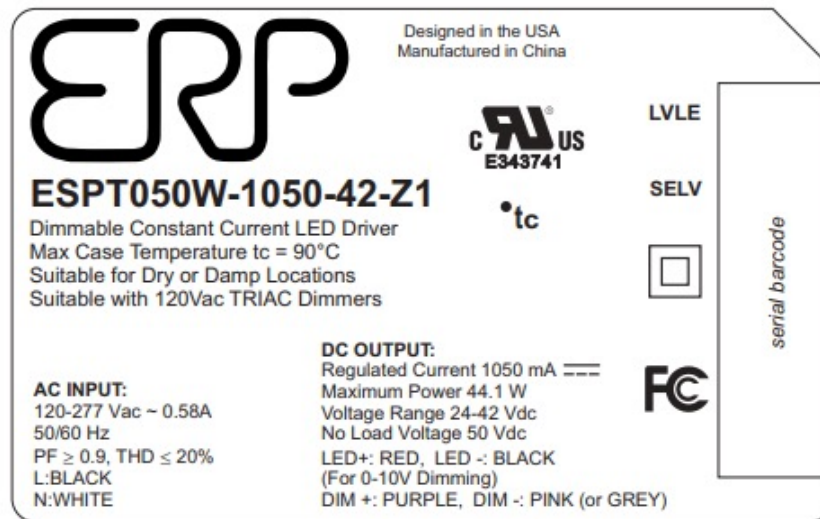 ERP
Designed in the USA
Manufactured in China
C RU ® US
E343741
LVLE
ESPT050W-1050-42-Z1
SELV
•tc
Dimmable Constant Current LED Driver
Max Case Temperature tc = 90°C
Suitable for Dry or Damp Locations
Suitable with 120Vac TRIAC Dimmers
serial barcode
AC INPUT:
120-277 Vac ~ 0.58A
50/60 Hz
PF ≥ 0.9, THD ≤ 20%
L:BLACK
N:WHITE
DC OUTPUT:
Regulated Current 1050 mA ⎓
Maximum Power 44.1 W
Voltage Range 24-42 Vdc
No Load Voltage 50 Vdc
LED+: RED, LED -: BLACK
(For 0-10V Dimming)
DIM +: PURPLE, DIM -: PINK (or GREY)
FC